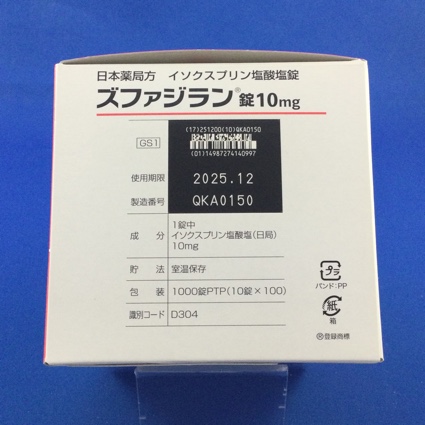 日本薬局方 イソクスプリン塩酸塩錠
ズファジラン®錠10mg
(17)251200(10)QKA0150
GS1
(01)14987274140997
使用期限 2025.12
製造番号 QKA0150
成分 1錠中
イソクスプリン塩酸塩(日局)
10mg
貯法 室温保存
包装 1000錠PTP(10錠×100)
識別コード D304
プラ
バンド:PP
紙
箱
®登録商標